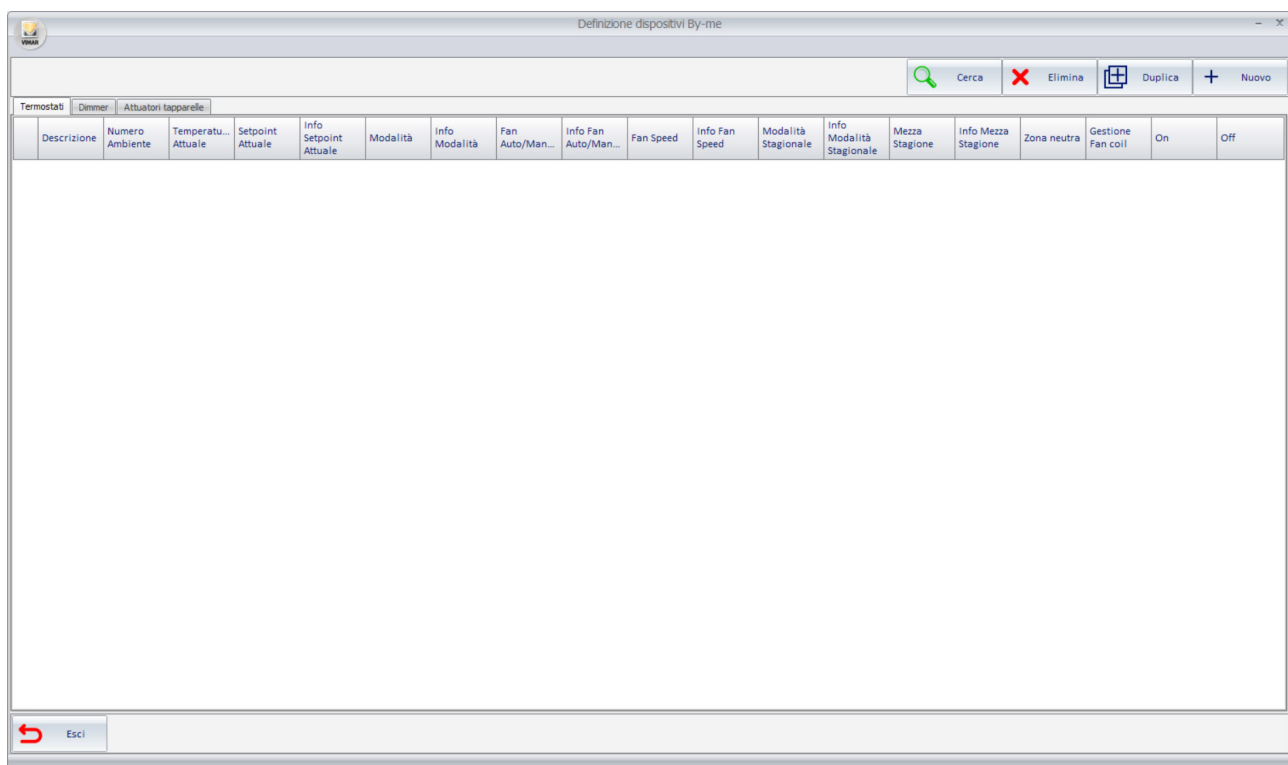 Definizione dispositivi By-me
VIMAR
Cerca
Elimina
Duplica
Nuovo
Termostati
Dimmer
Attuatori tapparelle
Descrizione
Numero
Ambiente
Temperatu...
Attuale
Setpoint
Attuale
Info
Setpoint
Attuale
Modalità
Info
Modalità
Fan
Auto/Man...
Info Fan
Auto/Man...
Fan Speed
Info Fan
Speed
Modalità
Stagionale
Info
Modalità
Stagionale
Mezza
Stagione
Info Mezza
Stagione
Zona neutra
Gestione
Fan coil
On
Off
Esci